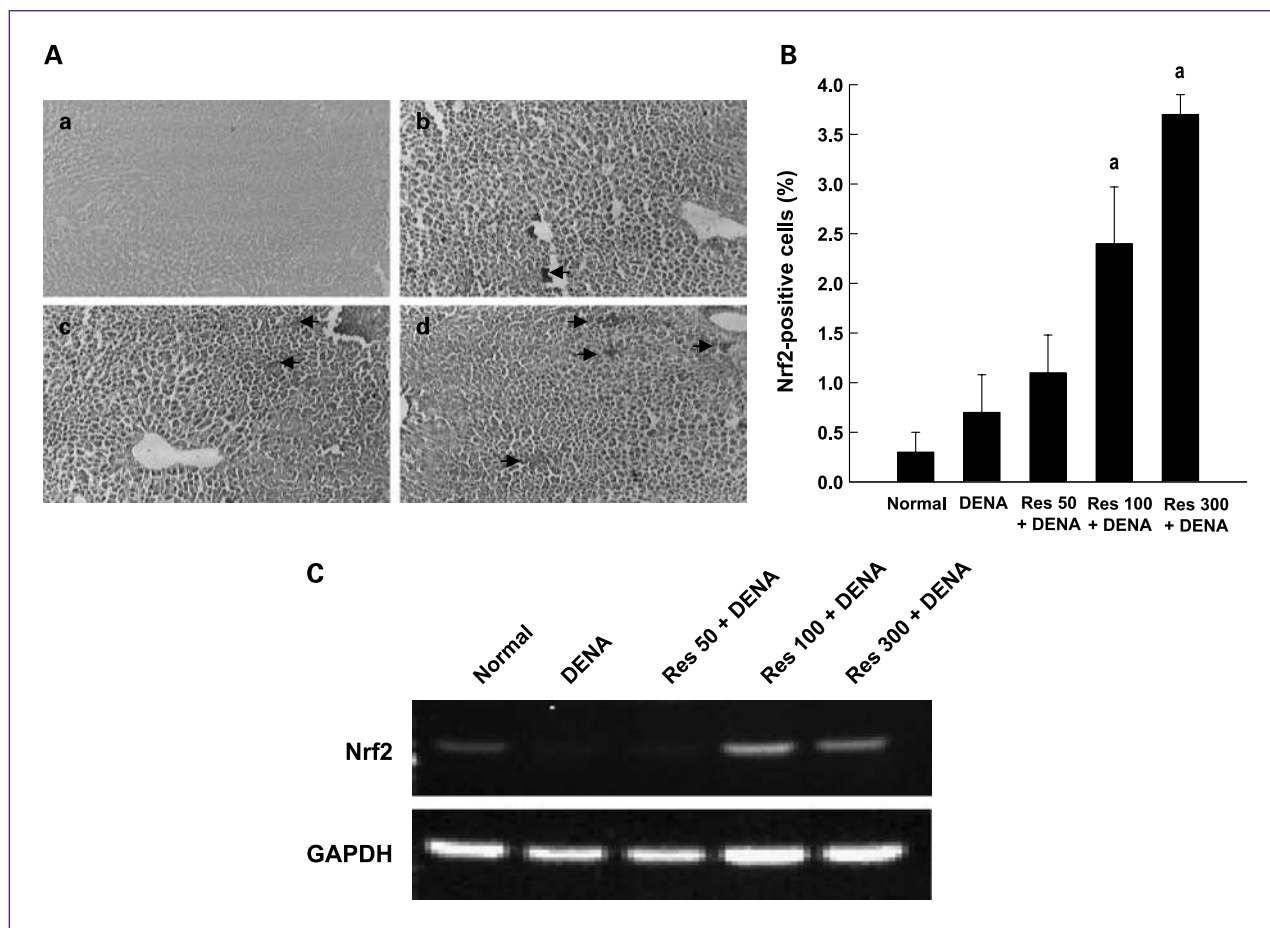 A
a
b
c
d
B
a
a
Nrf2-positive cells (%)
4.0
3.5
3.0
2.5
2.0
1.5
1.0
0.5
0.0
Normal
DENA
Res 50
+ DENA
Res 100
+ DENA
Res 300
+ DENA
C
Normal
DENA
Res 50 + DENA
Res 100 + DENA
Res 300 + DENA
Nrf2
GAPDH